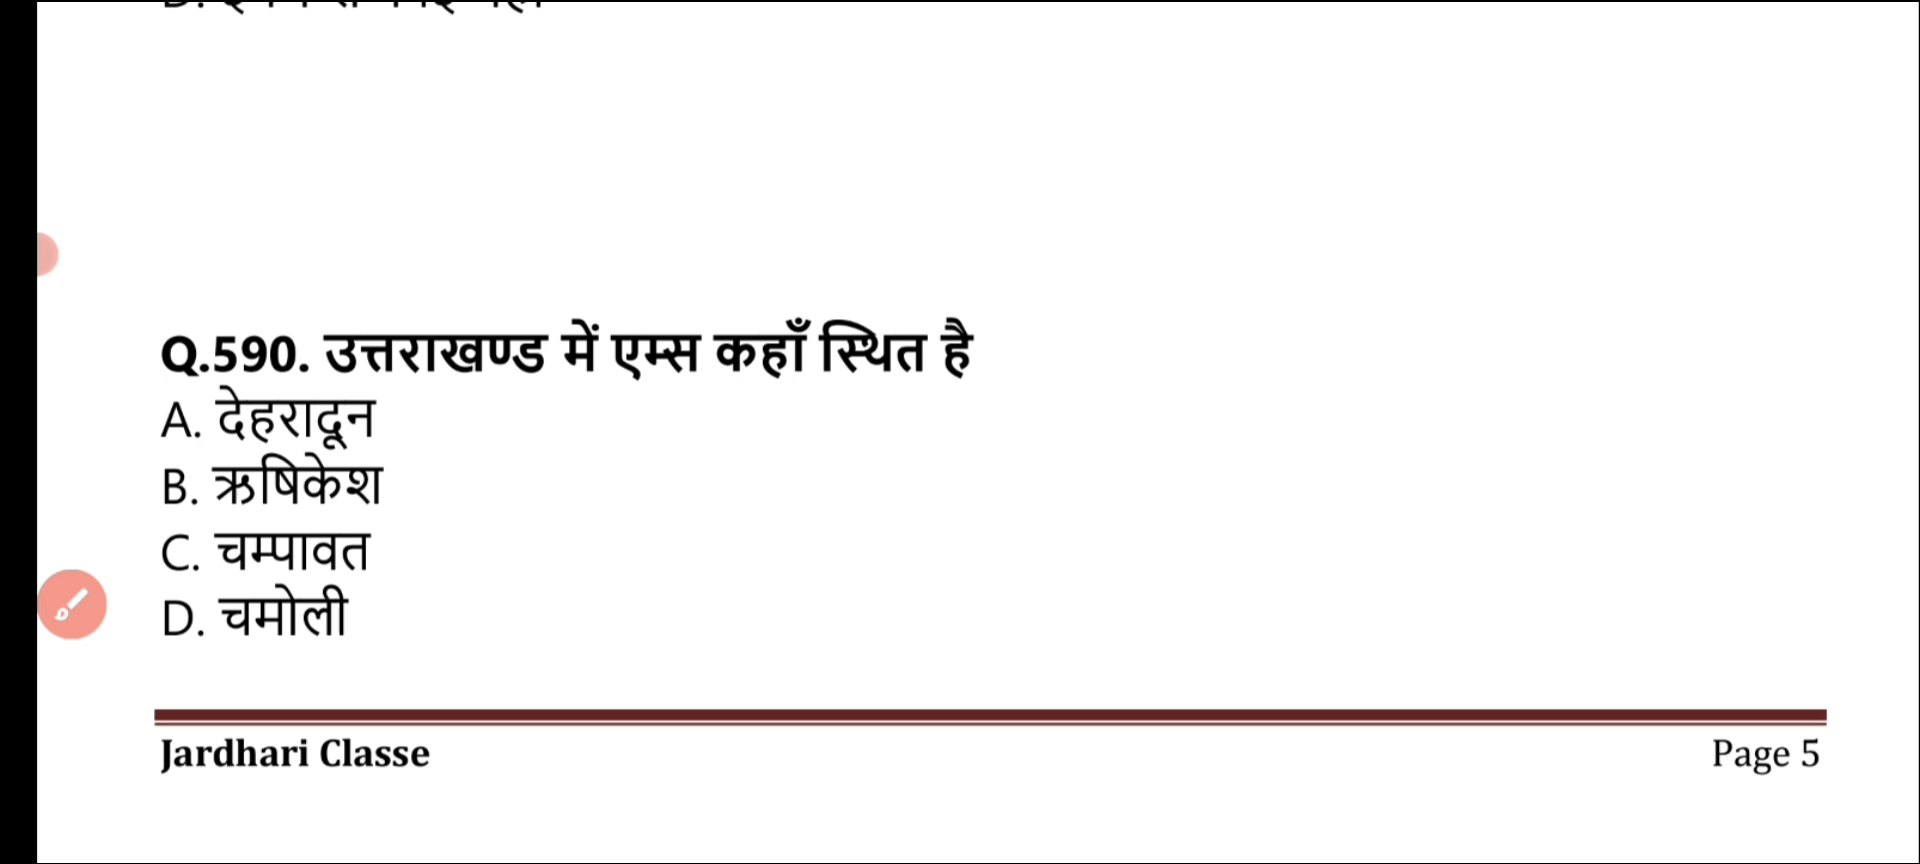 Q.590. उत्तराखण्ड में एम्स कहाँ स्थित है
A. देहरादून
B. ऋषिकेश
C. चम्पावत
D. चमोली
Jardhari Classe
Page 5